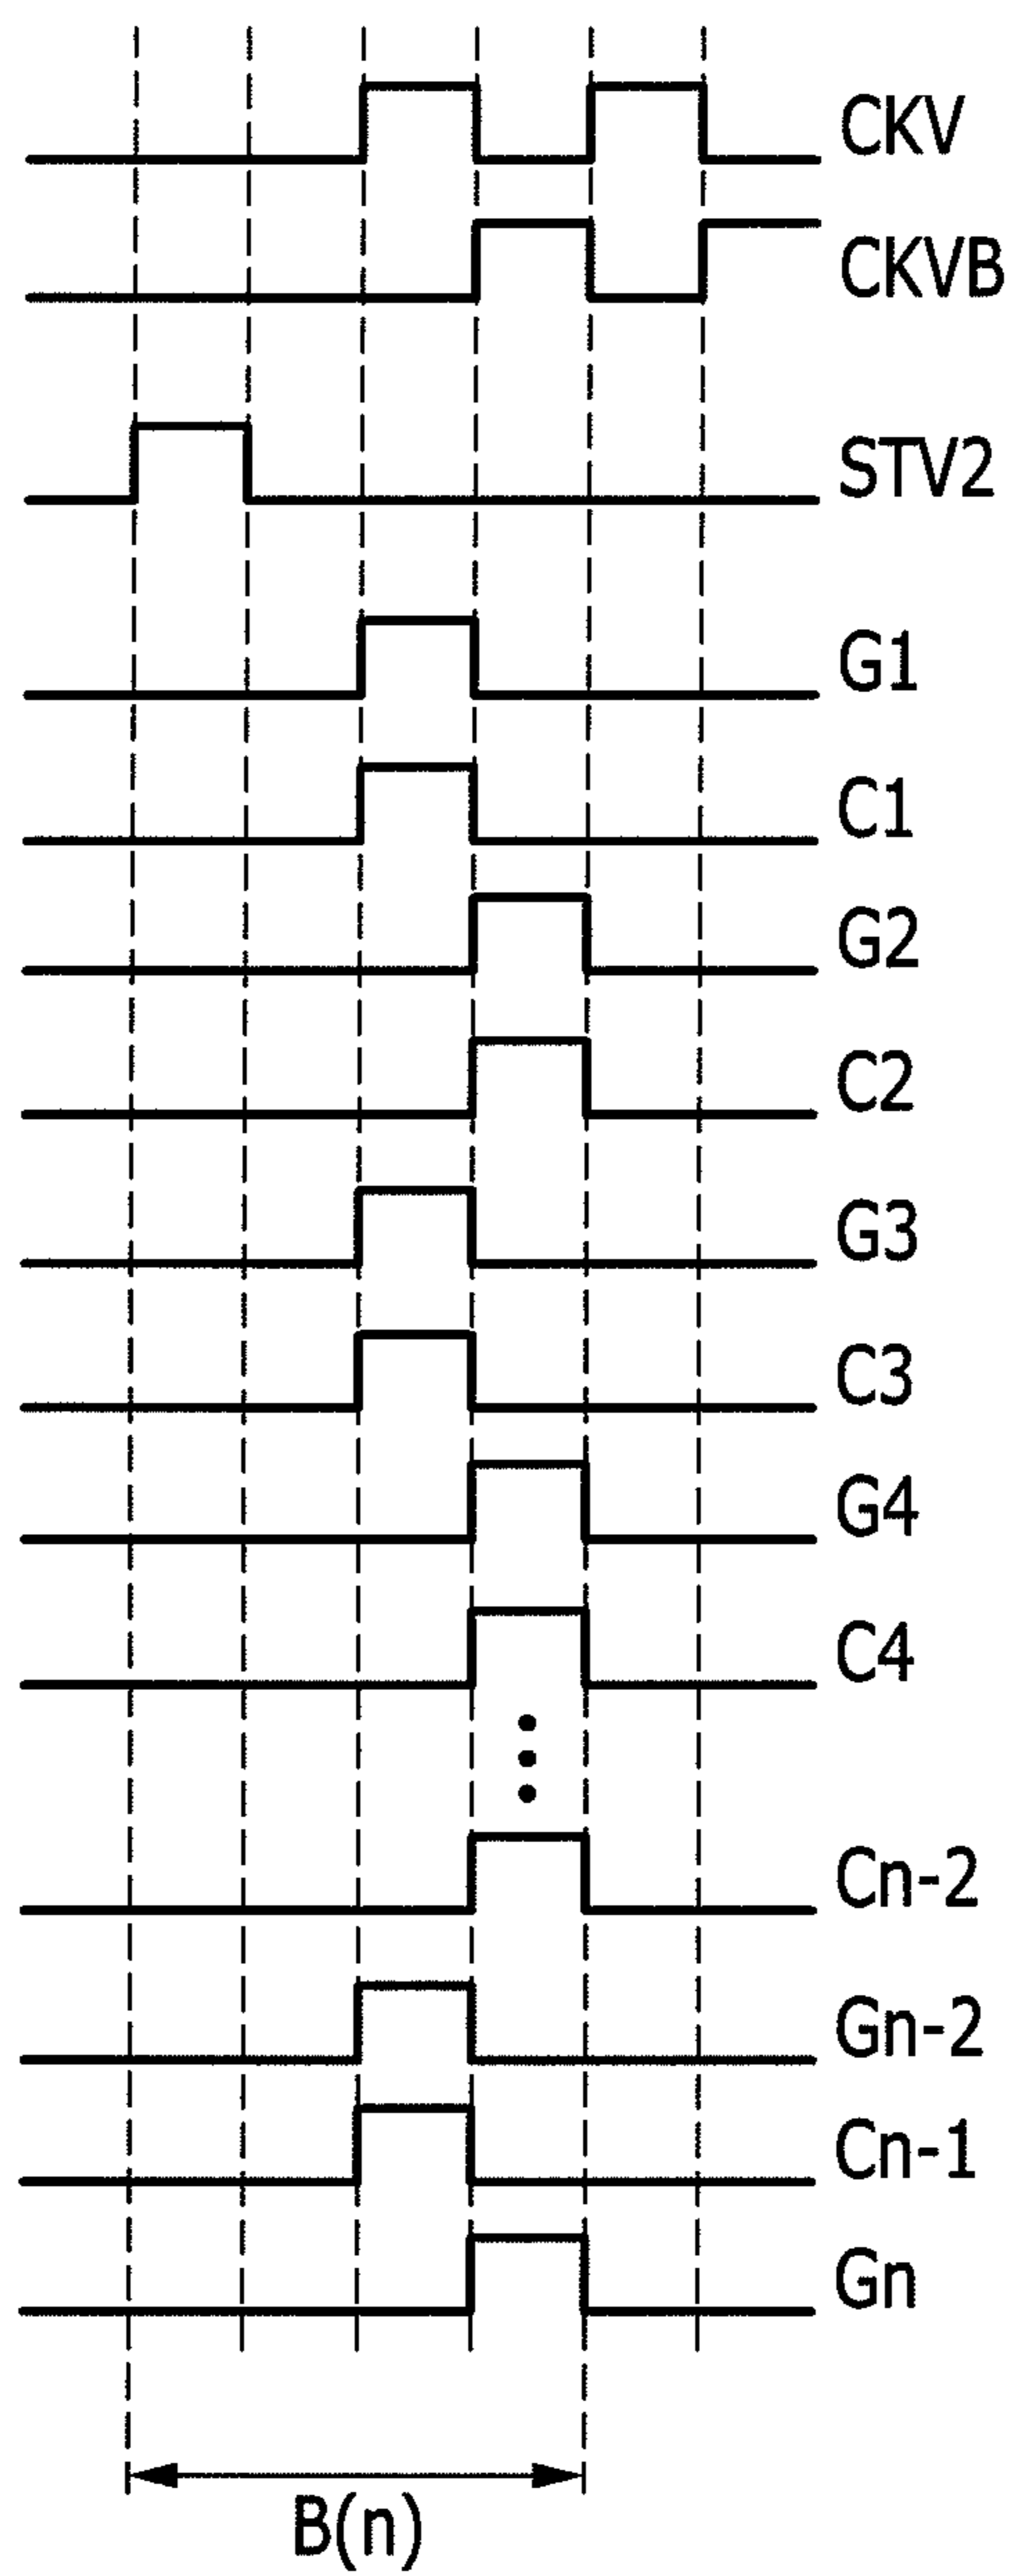 CKV
CKVB
STV2
G1
C1
G2
C2
G3
C3
G4
C4
Cn-2
Gn-2
Cn-1
Gn
B(n)